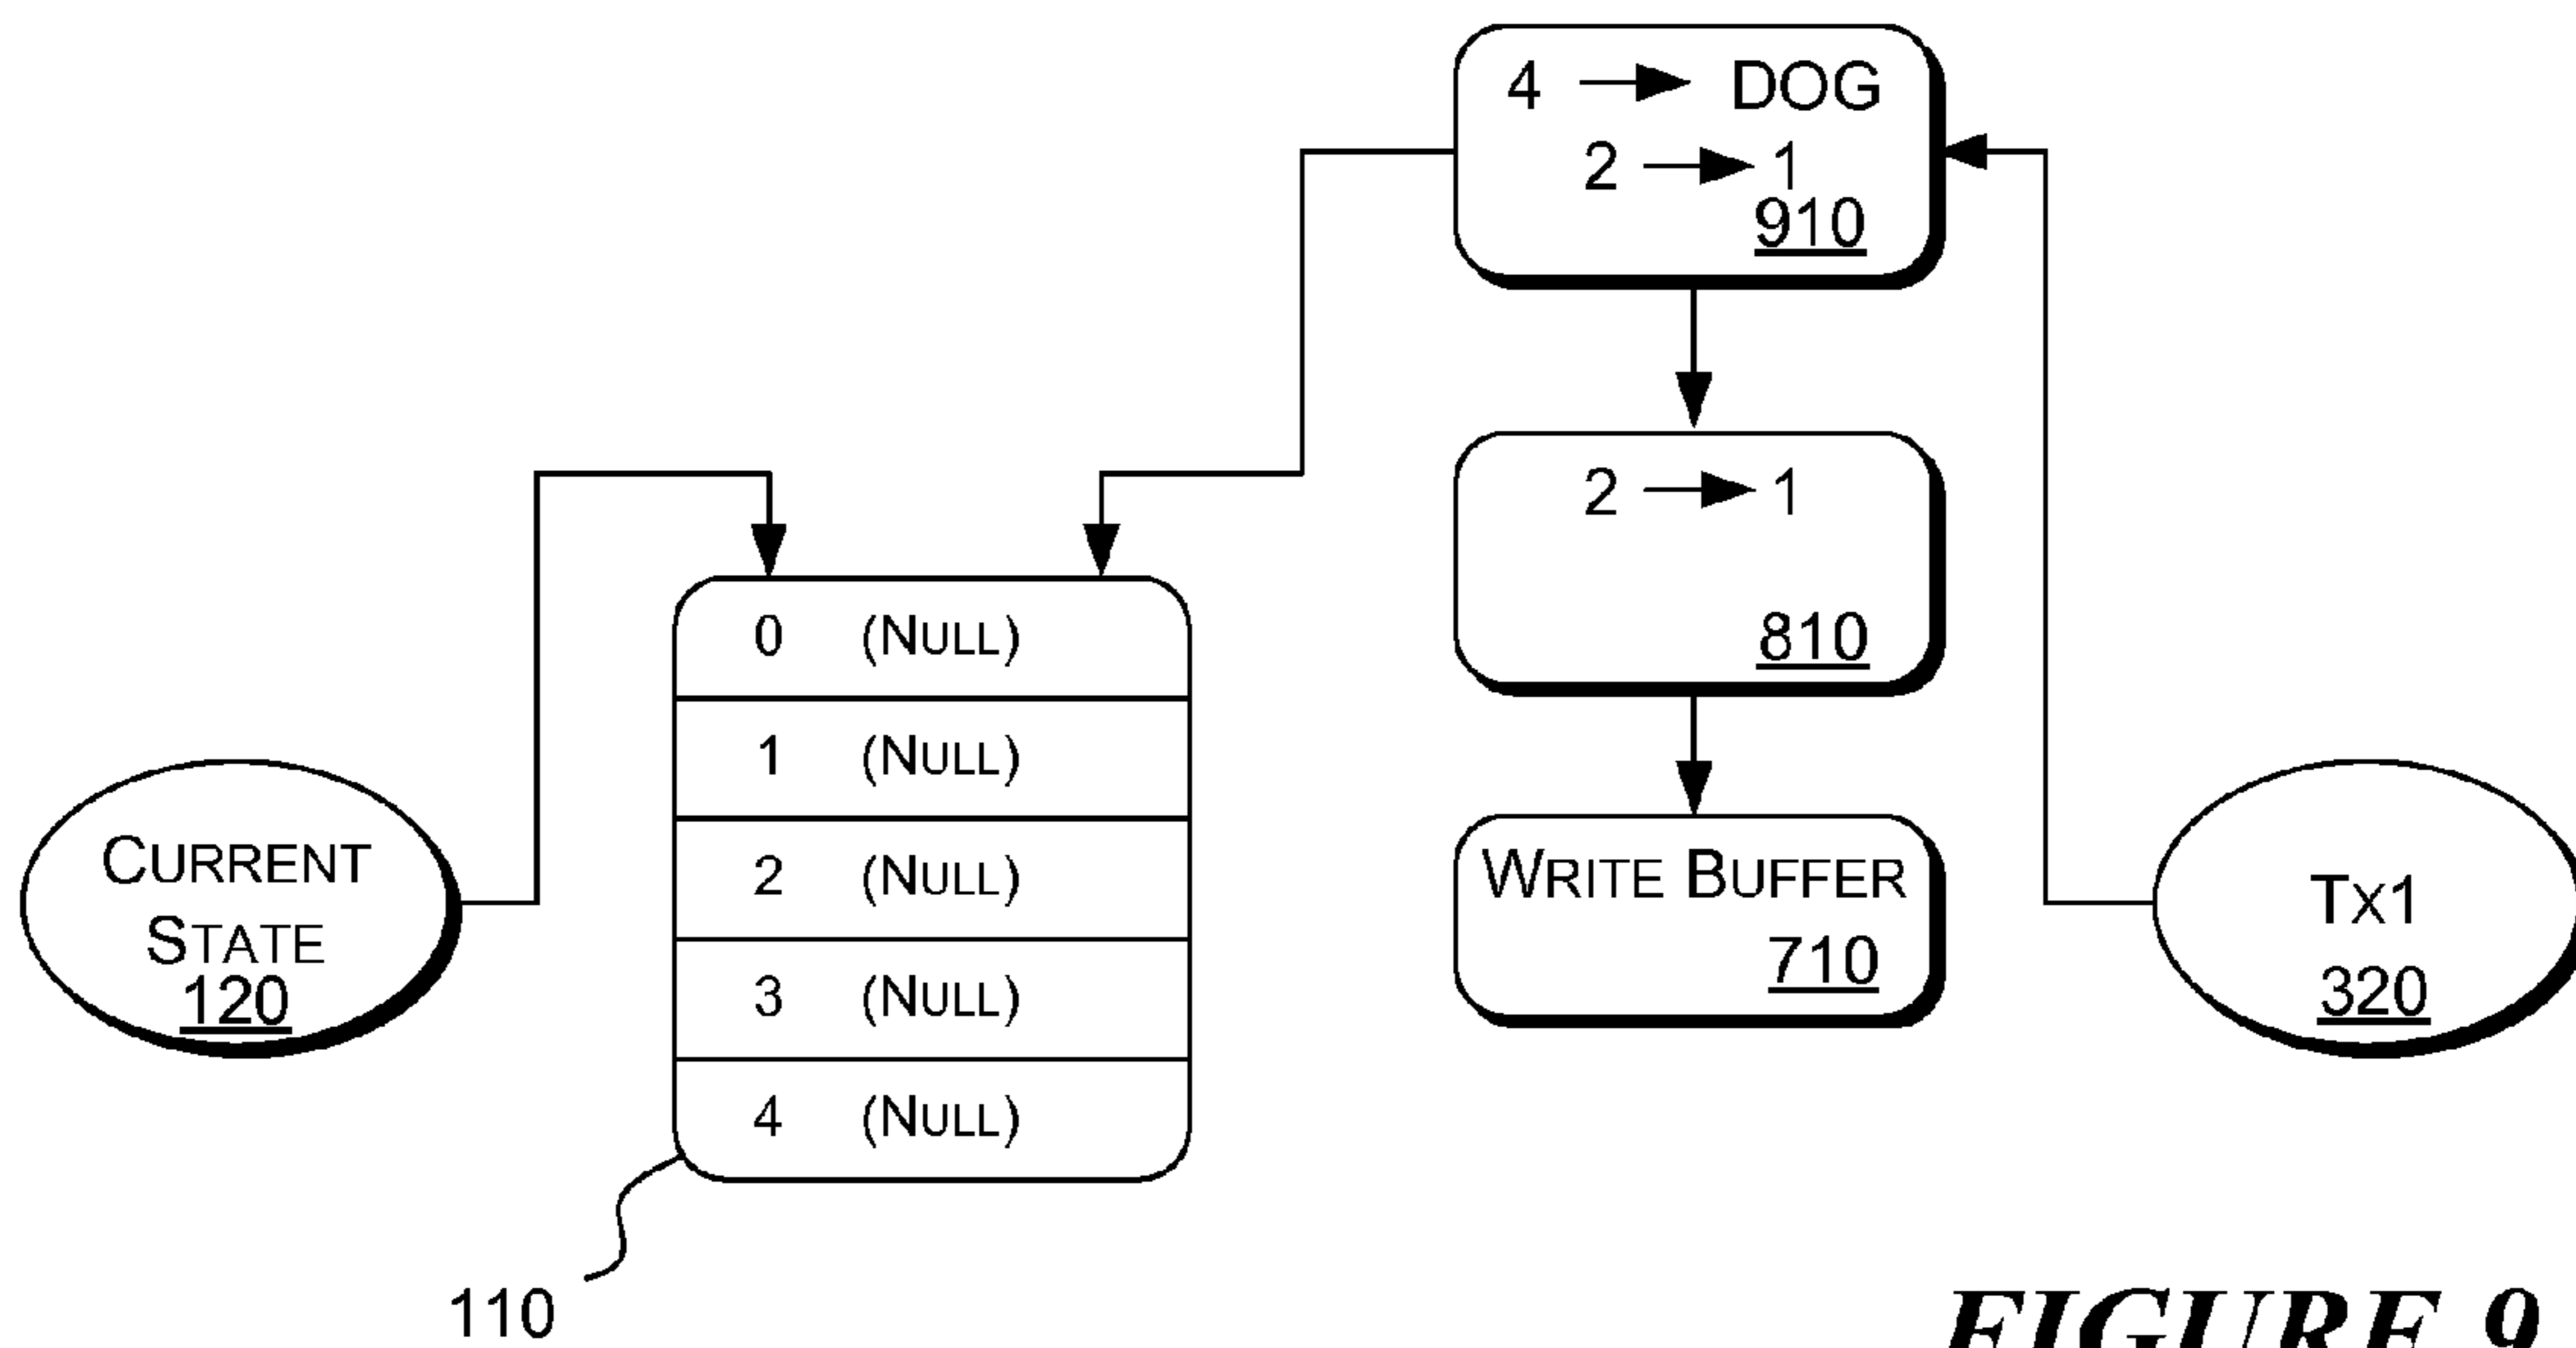 4 → DOG
2 → 1
910
2 → 1
810
0 (NULL)
1 (NULL)
2 (NULL)
3 (NULL)
4 (NULL)
110
CURRENT
STATE
120
WRITE BUFFER
710
TX1
320
FIGURE 9